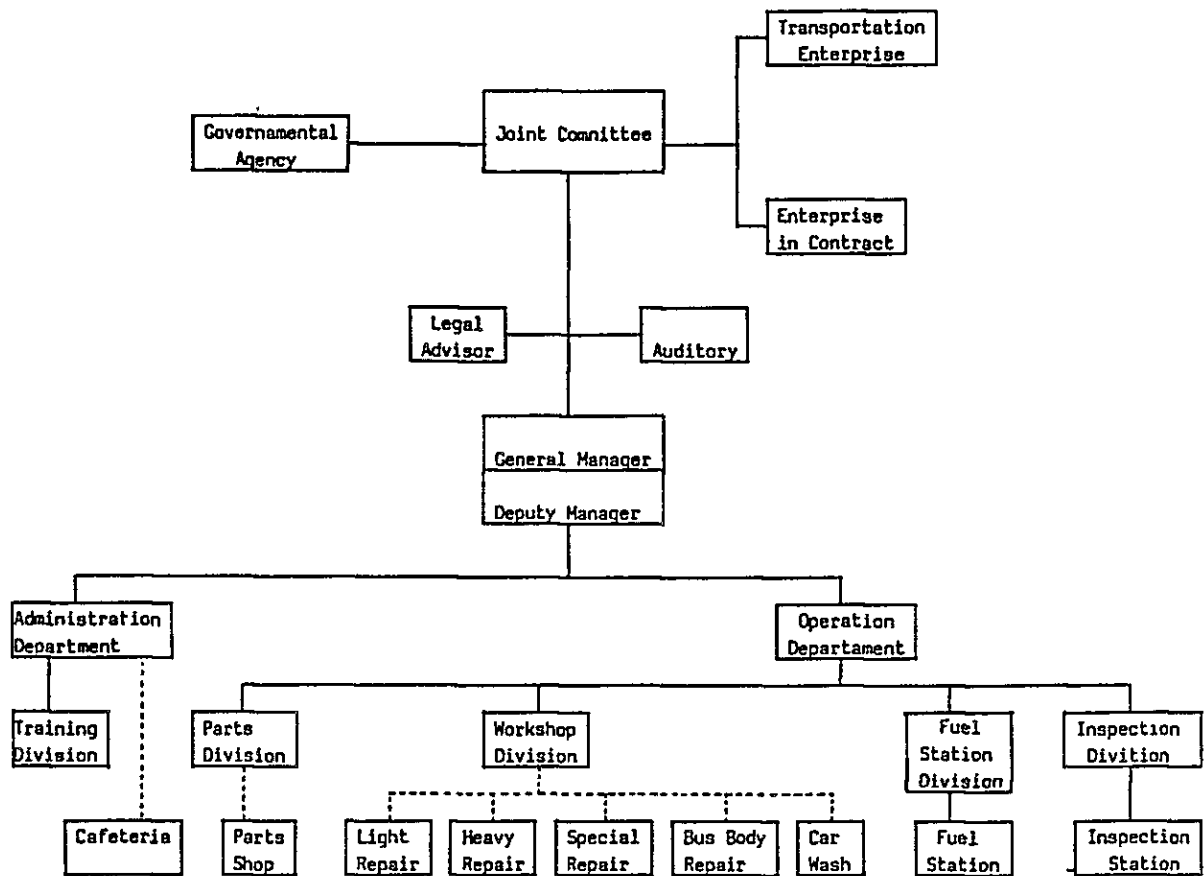 Transportation
Enterprise
Governamental
Agency
Joint Committee
Enterprise
in Contract
Legal
Advisor
Auditory
General Manager
Deputy Manager
Administration
Department
Operation
Departament
Training
Division
Parts
Division
Workshop
Division
Fuel
Station
Division
Inspection
Divition
Cafeteria
Parts
Shop
Light
Repair
Heavy
Repair
Special
Repair
Bus Body
Repair
Car
Wash
Fuel
Station
Inspection
Station